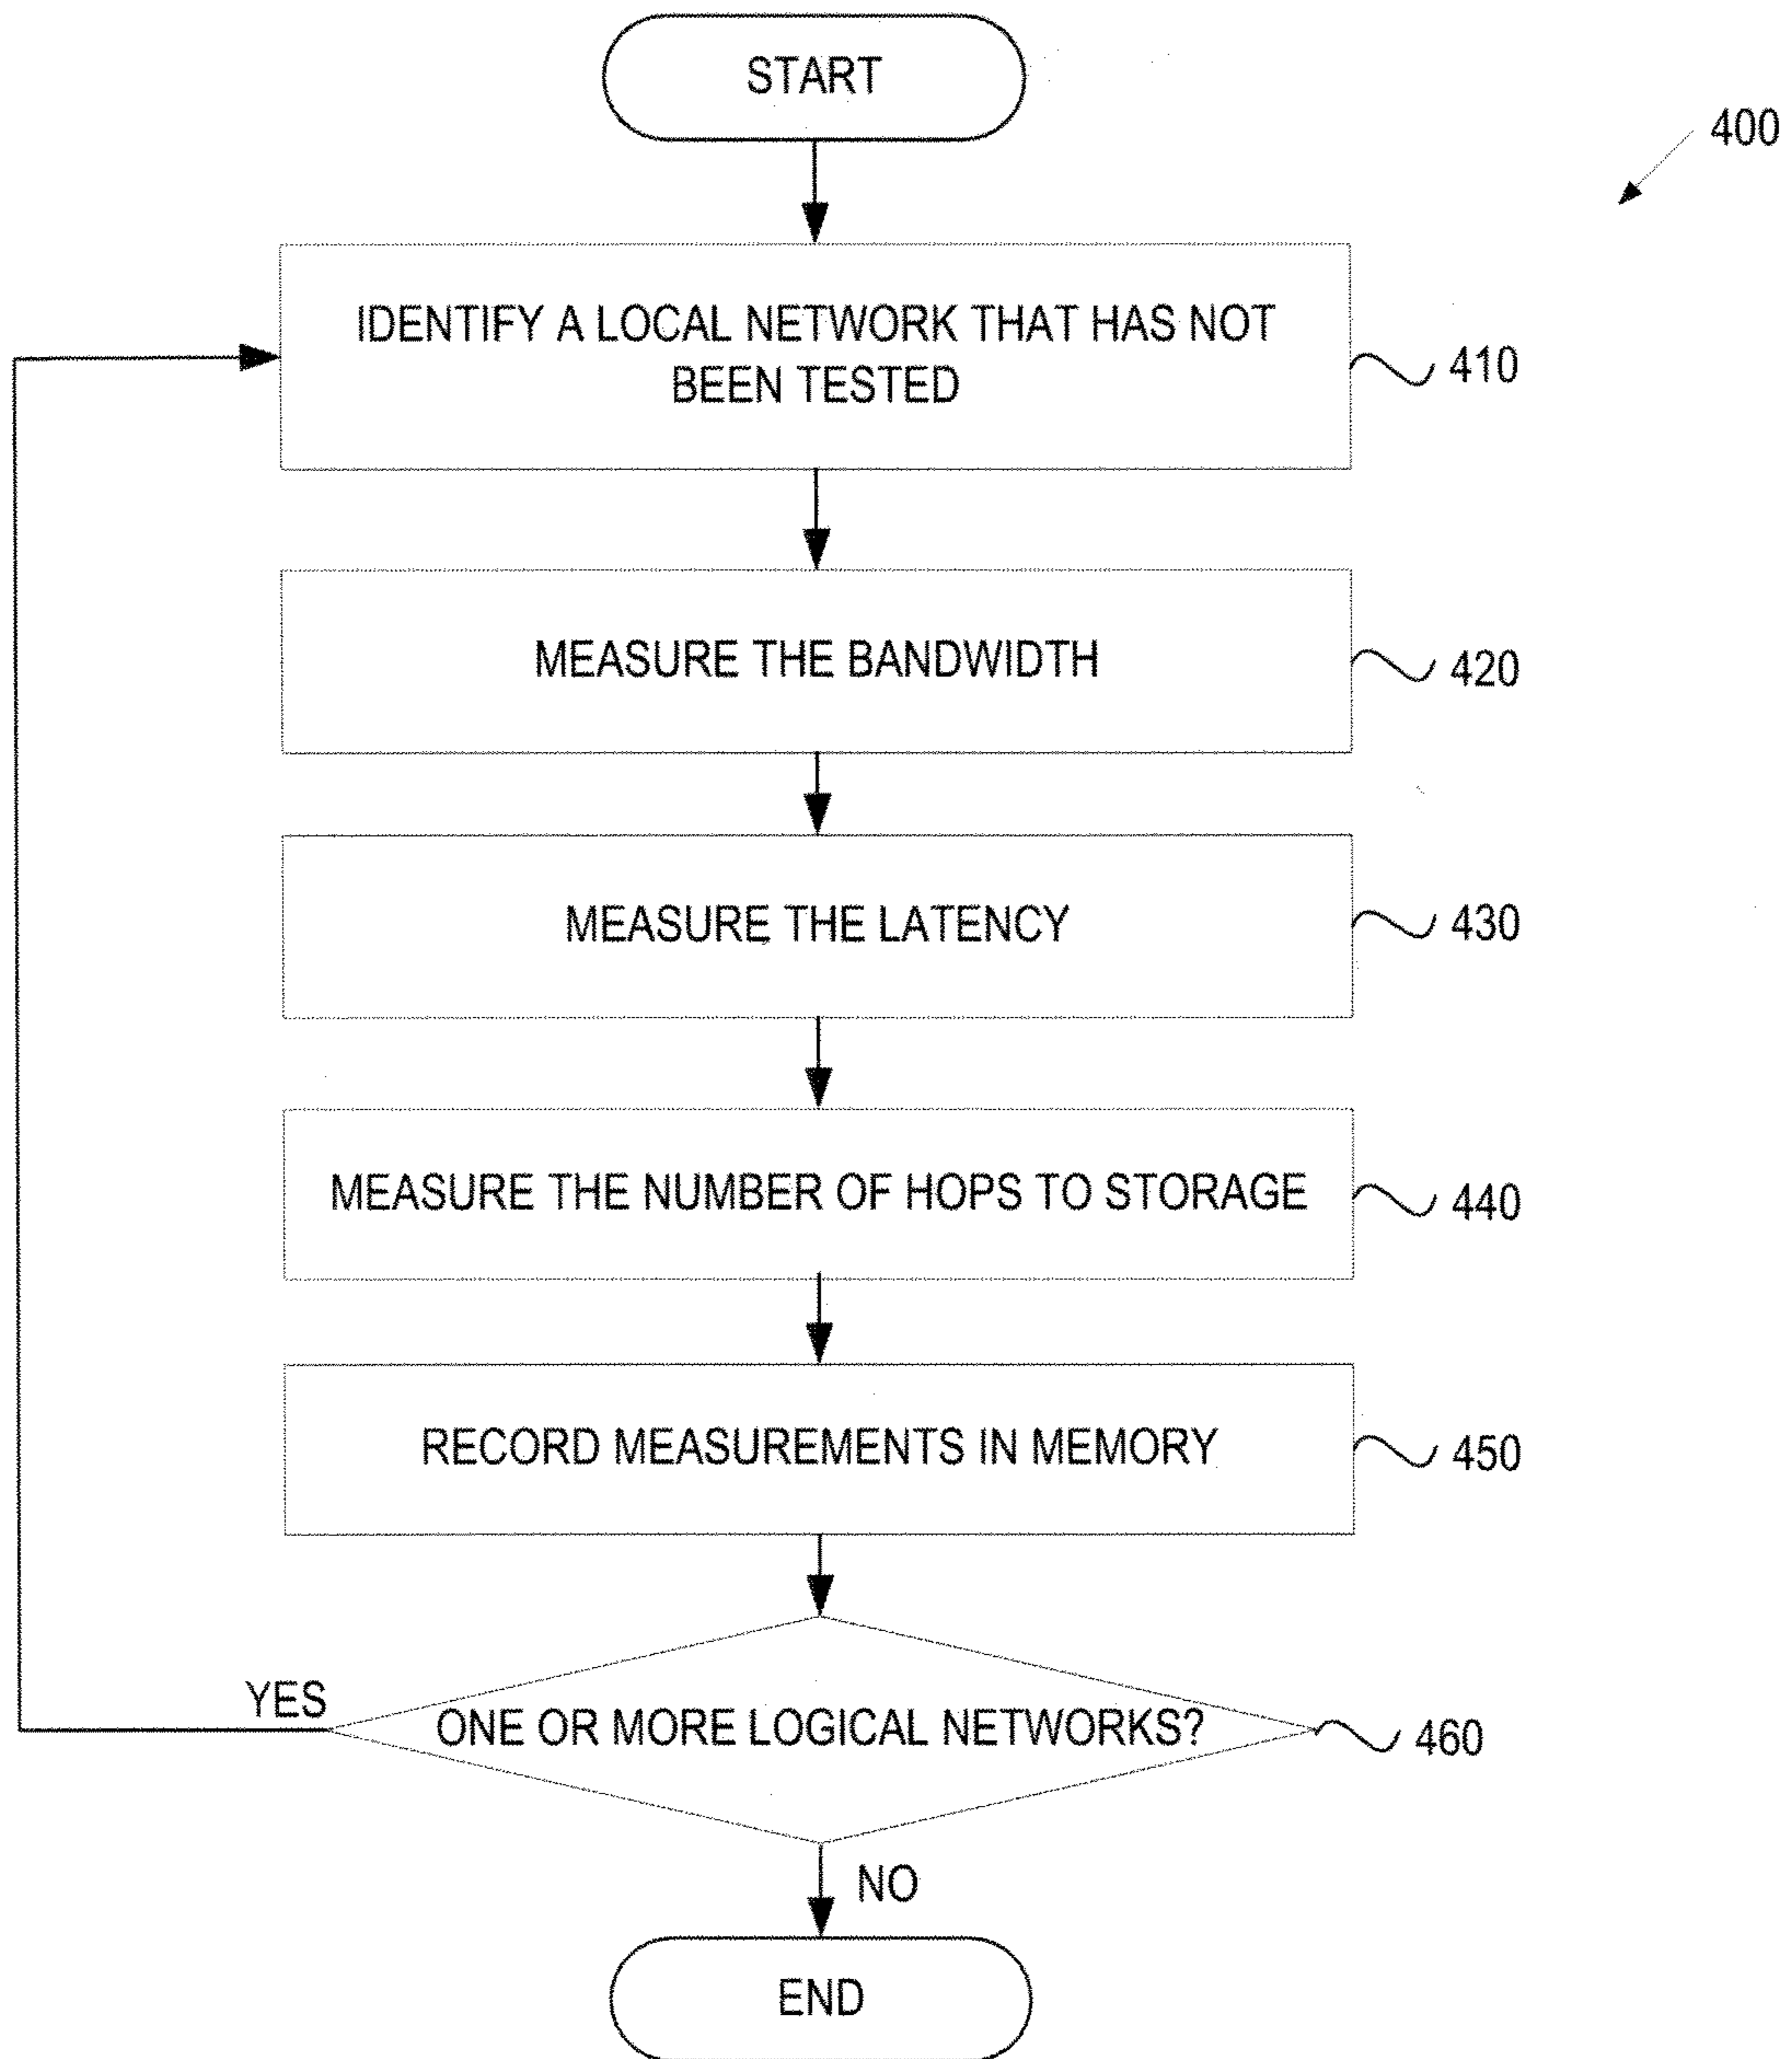 START
400
IDENTIFY A LOCAL NETWORK THAT HAS NOT
BEEN TESTED
410
MEASURE THE BANDWIDTH
420
MEASURE THE LATENCY
430
MEASURE THE NUMBER OF HOPS TO STORAGE
440
RECORD MEASUREMENTS IN MEMORY
450
YES
ONE OR MORE LOGICAL NETWORKS?
460
NO
END